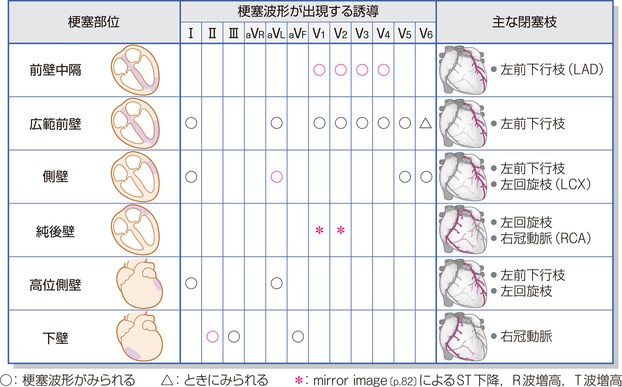 梗塞部位 梗塞波形が出現する誘導 主な閉塞枝
Ⅰ Ⅱ Ⅲ aVR aVL aVF V1 V2 V3 V4 V5 V6
前壁中隔 ○ ○ ○ ○ ●左前下行枝(LAD)
広範前壁 ○ ○ ○ ○ ○ ○ ○ △ ●左前下行枝
側壁 ○ ○ ○ ○ ●左前下行枝
●左回旋枝(LCX)
純後壁 * * ●左回旋枝
●右冠動脈(RCA)
高位側壁 ○ ○ ●左前下行枝
●左回旋枝
下壁 ○ ○ ○ ●右冠動脈
○:梗塞波形がみられる △:ときにみられる *:mirror image(p.82)によるST下降,R波増高,T波増高